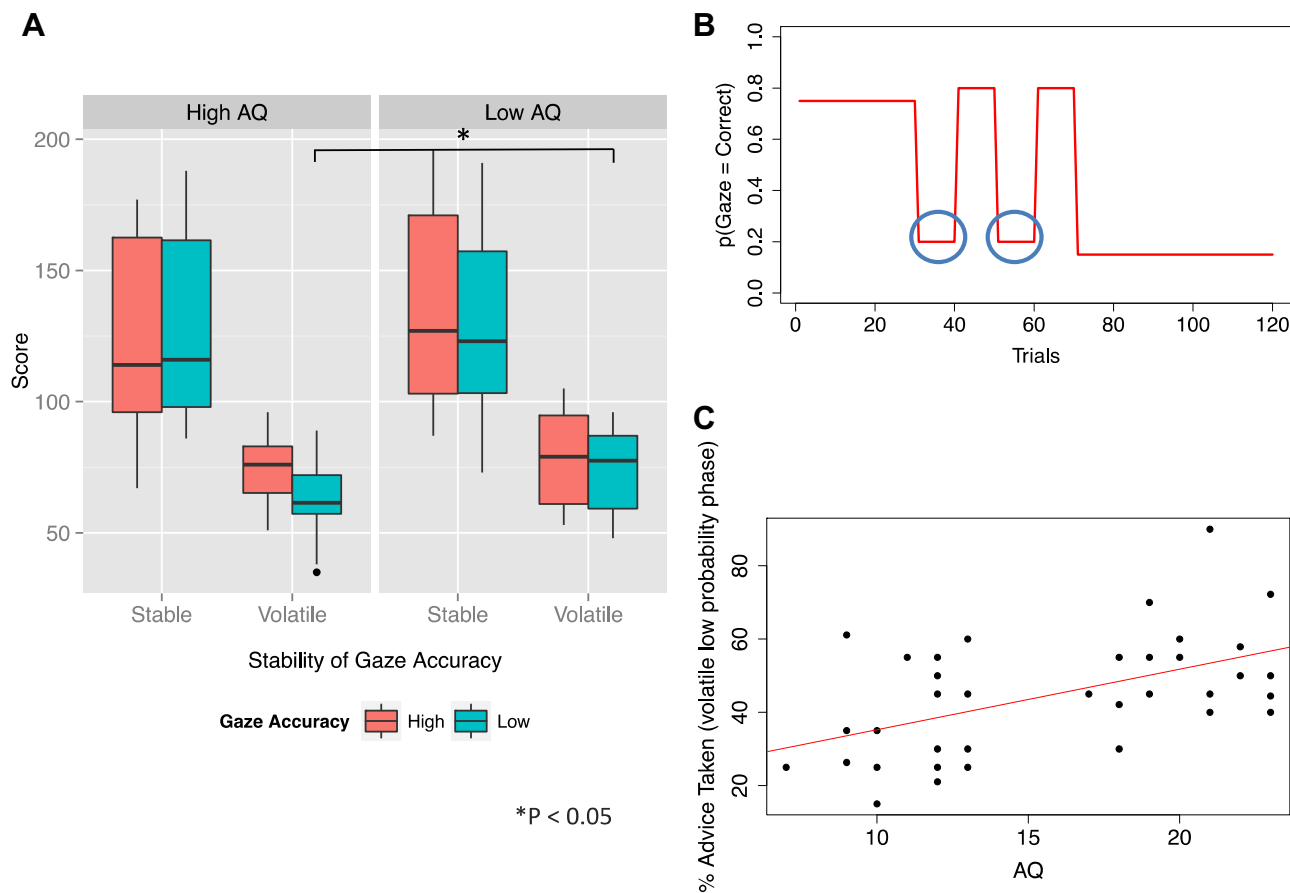 A
High AQ
Low AQ
*
200
150
100
50
Score
Stable
Volatile
Stable
Volatile
Stability of Gaze Accuracy
Gaze Accuracy High Low
*P < 0.05
B
p(Gaze = Correct)
1.0
0.8
0.6
0.4
0.2
0.0
0 20 40 60 80 100 120
Trials
C
% Advice Taken (volatile low probability phase)
80
60
40
20
10 15 20
AQ